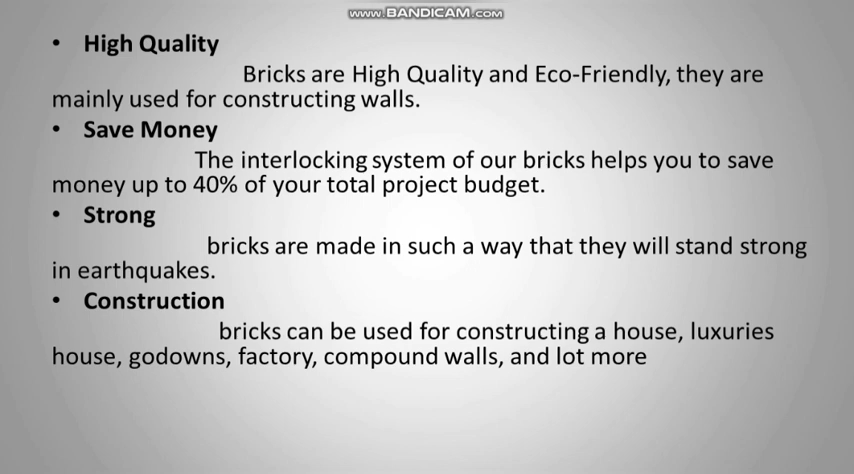 www.BANDICAM.com
• High Quality
Bricks are High Quality and Eco-Friendly, they are
mainly used for constructing walls.
• Save Money
The interlocking system of our bricks helps you to save
money up to 40% of your total project budget.
• Strong
bricks are made in such a way that they will stand strong
in earthquakes.
• Construction
bricks can be used for constructing a house, luxuries
house, godowns, factory, compound walls, and lot more